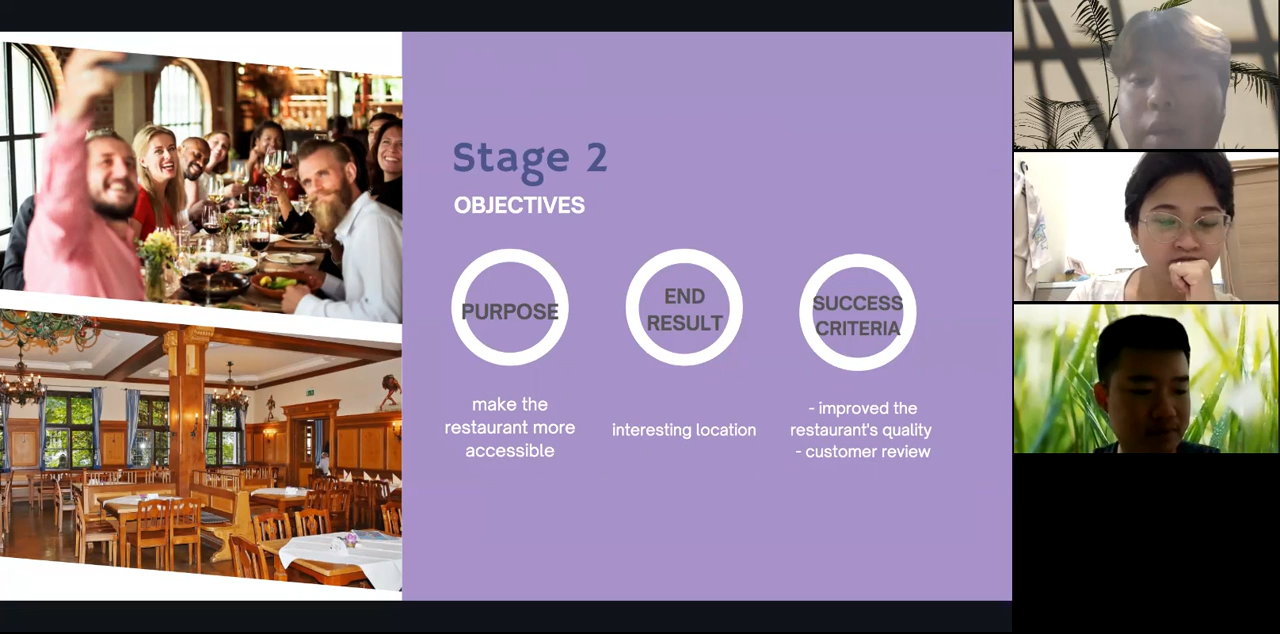 Stage 2
OBJECTIVES
PURPOSE
make the
restaurant more
accessible
END
RESULT
interesting location
SUCCESS
CRITERIA
- improved the
restaurant's quality
- customer review